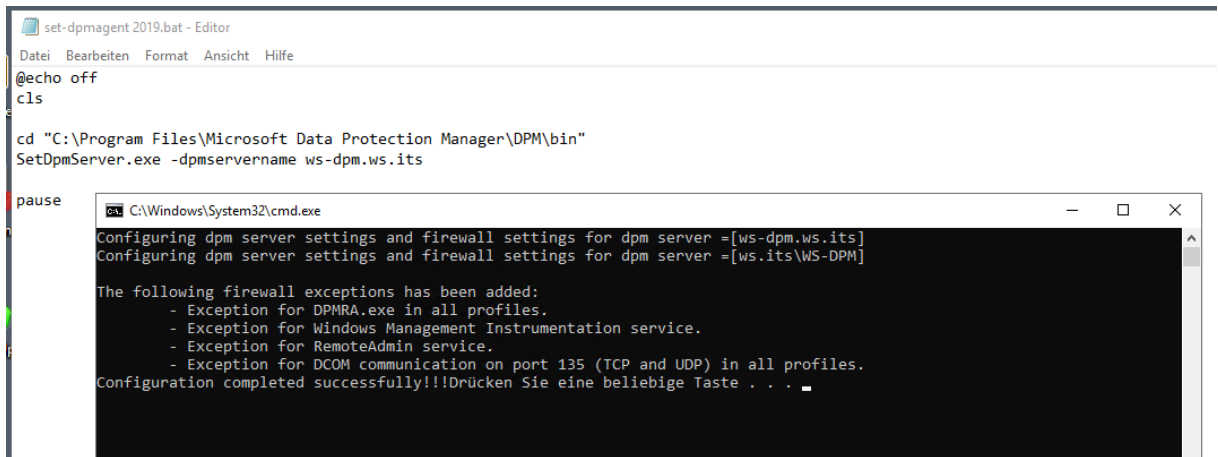 set-dpmagent 2019.bat - Editor
Datei Bearbeiten Format Ansicht Hilfe
@echo off
cls
cd "C:\Program Files\Microsoft Data Protection Manager\DPM\bin"
SetDpmServer.exe -dpmservername ws-dpm.ws.its
pause
C:\Windows\System32\cmd.exe
Configuring dpm server settings and firewall settings for dpm server =[ws-dpm.ws.its]
Configuring dpm server settings and firewall settings for dpm server =[ws.its\WS-DPM]
The following firewall exceptions has been added:
- Exception for DPMRA.exe in all profiles.
- Exception for Windows Management Instrumentation service.
- Exception for RemoteAdmin service.
- Exception for DCOM communication on port 135 (TCP and UDP) in all profiles.
Configuration completed successfully!!!Drücken Sie eine beliebige Taste . . .